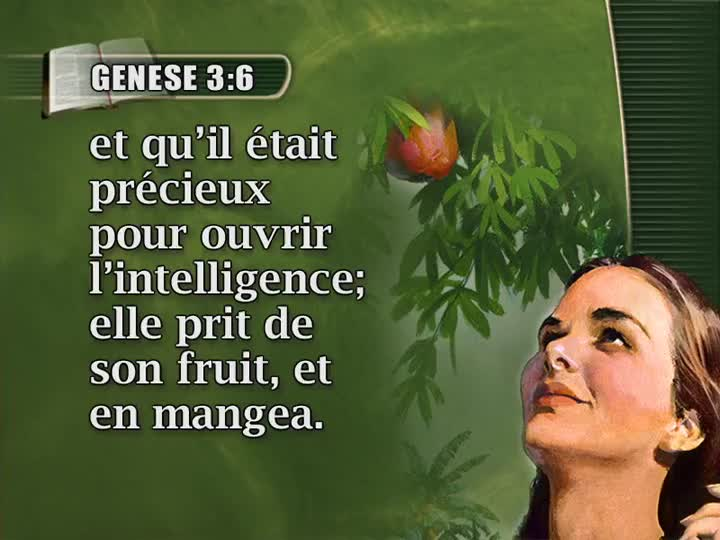 GENESE 3:6
et qu’il était
précieux
pour ouvrir
l’intelligence;
elle prit de
son fruit, et
en mangea.